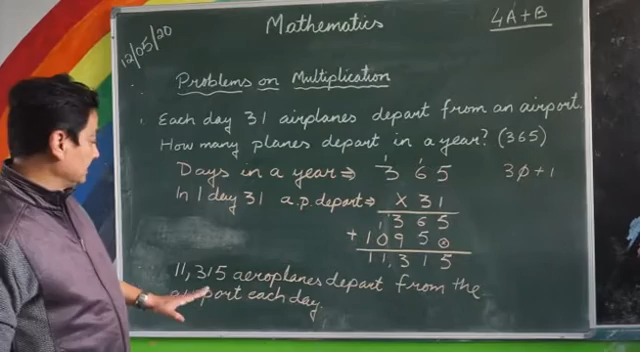 12/05/20
Mathematics
4A+B
Problems on Multiplication
Each day 31 airplanes depart from an airport.
How many planes depart in a year? (365)
Days in a year ⇒ 365
30+1
In 1 day 31 a.p. depart → × 31
365
+ 10950
11,315
11,315 aeroplanes depart from the
airport each day.